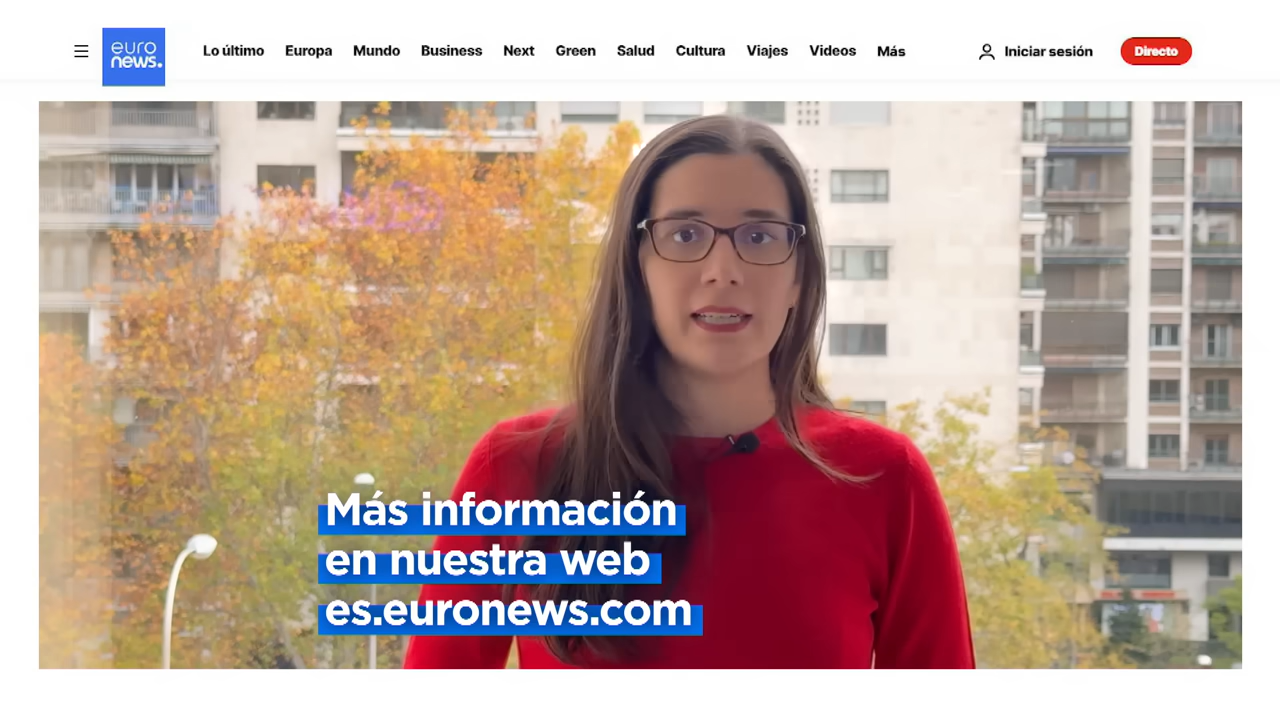 euro
news.
Lo último Europa Mundo Business Next Green Salud Cultura Viajes Videos Más Iniciar sesión Directo
Más información
en nuestra web
es.euronews.com